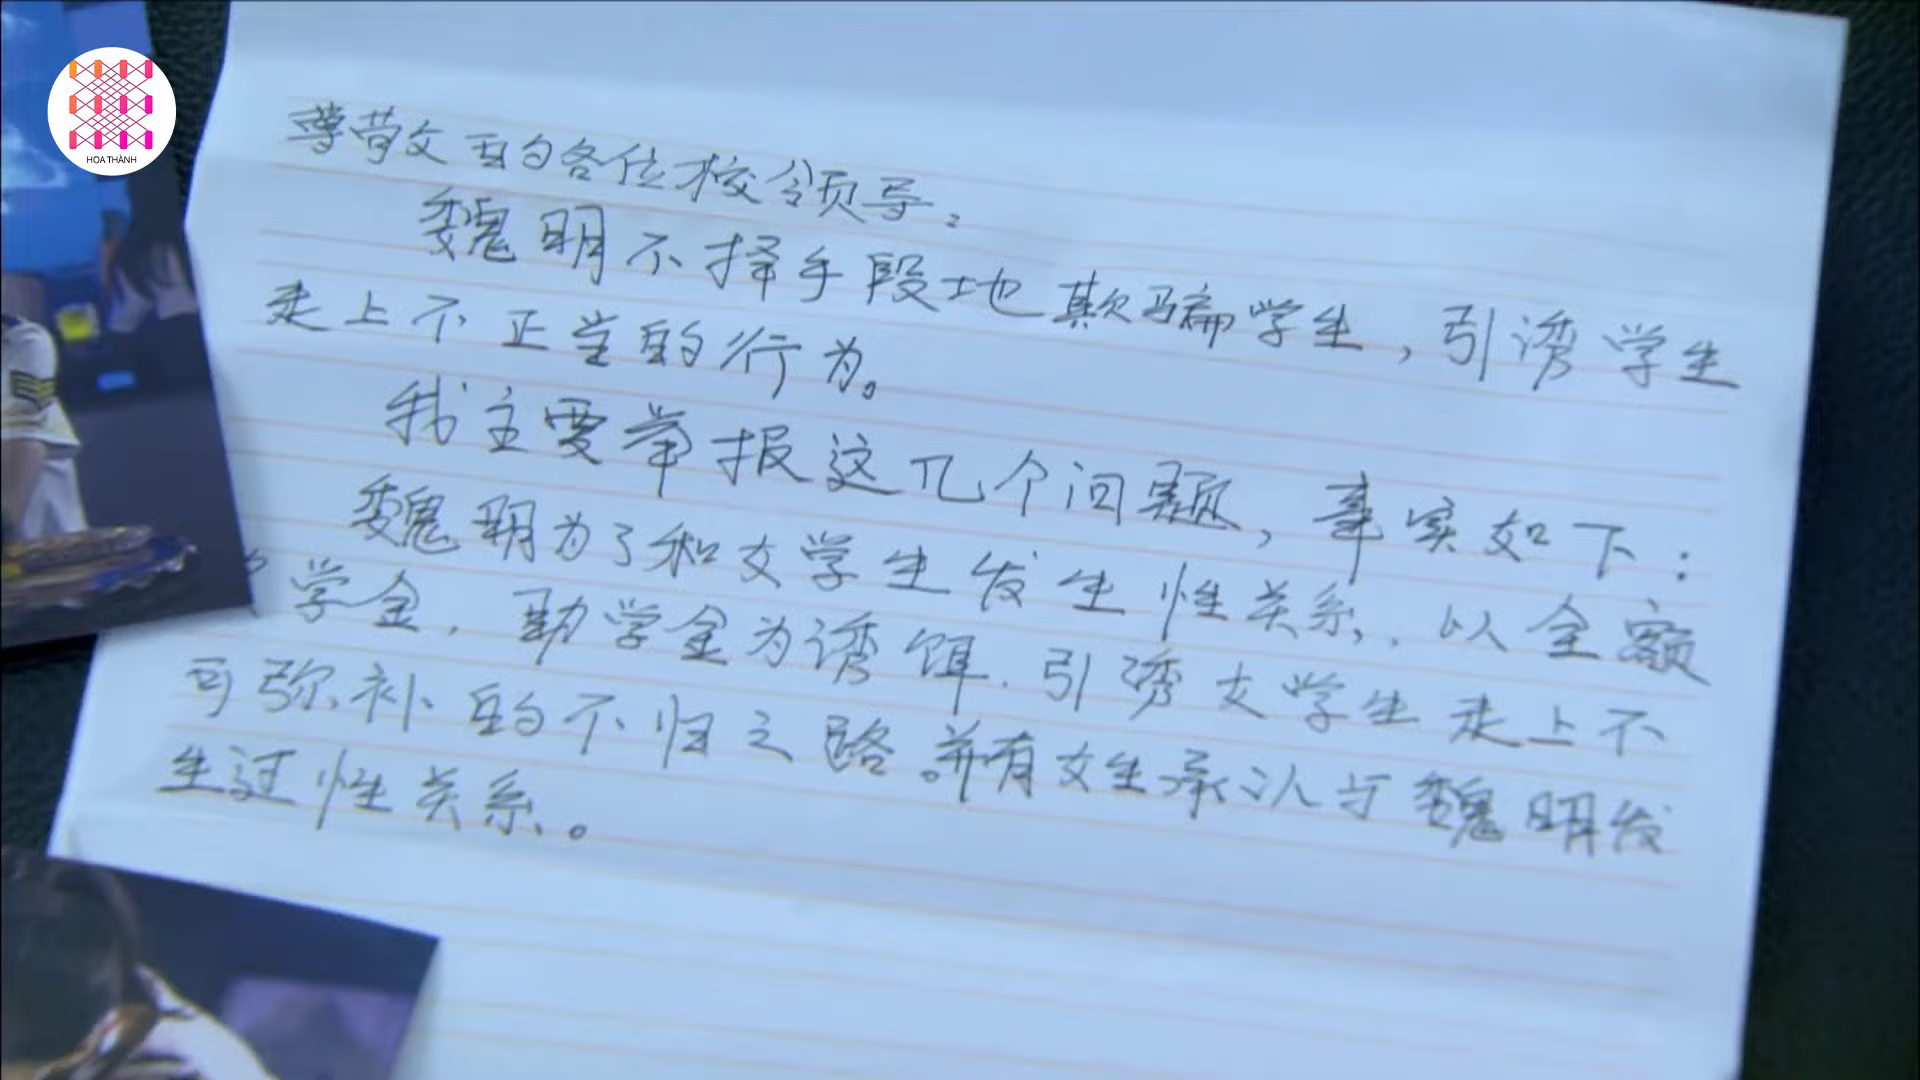 HOA THÀNH
尊敬的各位校领导：
魏明不择手段地欺骗学生，引诱学生
走上不正当的行为。
我主要举报这几个问题，事实如下：
魏明为了和女学生发生性关系，以全额
学金，助学金为诱饵，引诱女学生走上不
可弥补的不归之路。并有女生承认与魏明发
生过性关系。